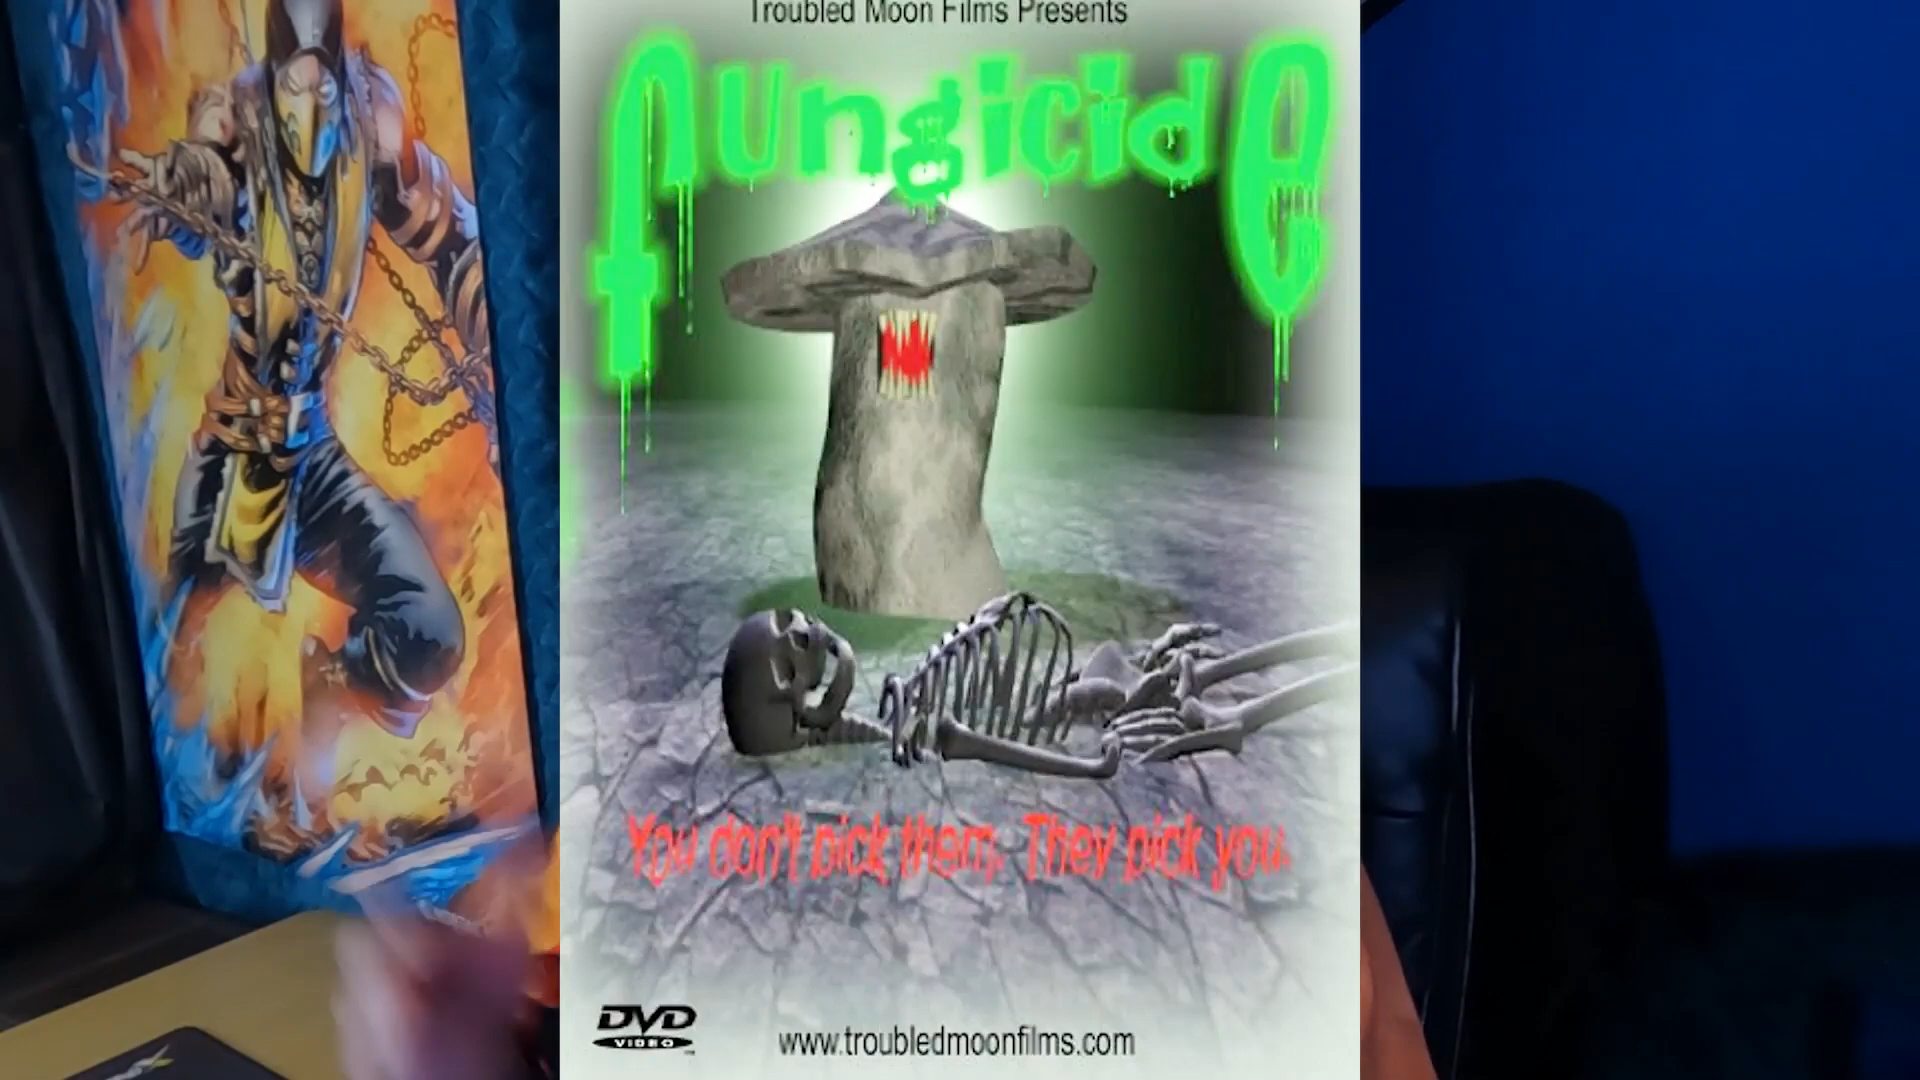 Troubled Moon Films Presents
fungicide
You don't pick them. They pick you.
DVD
VIDEO
www.troubledmoonfilms.com